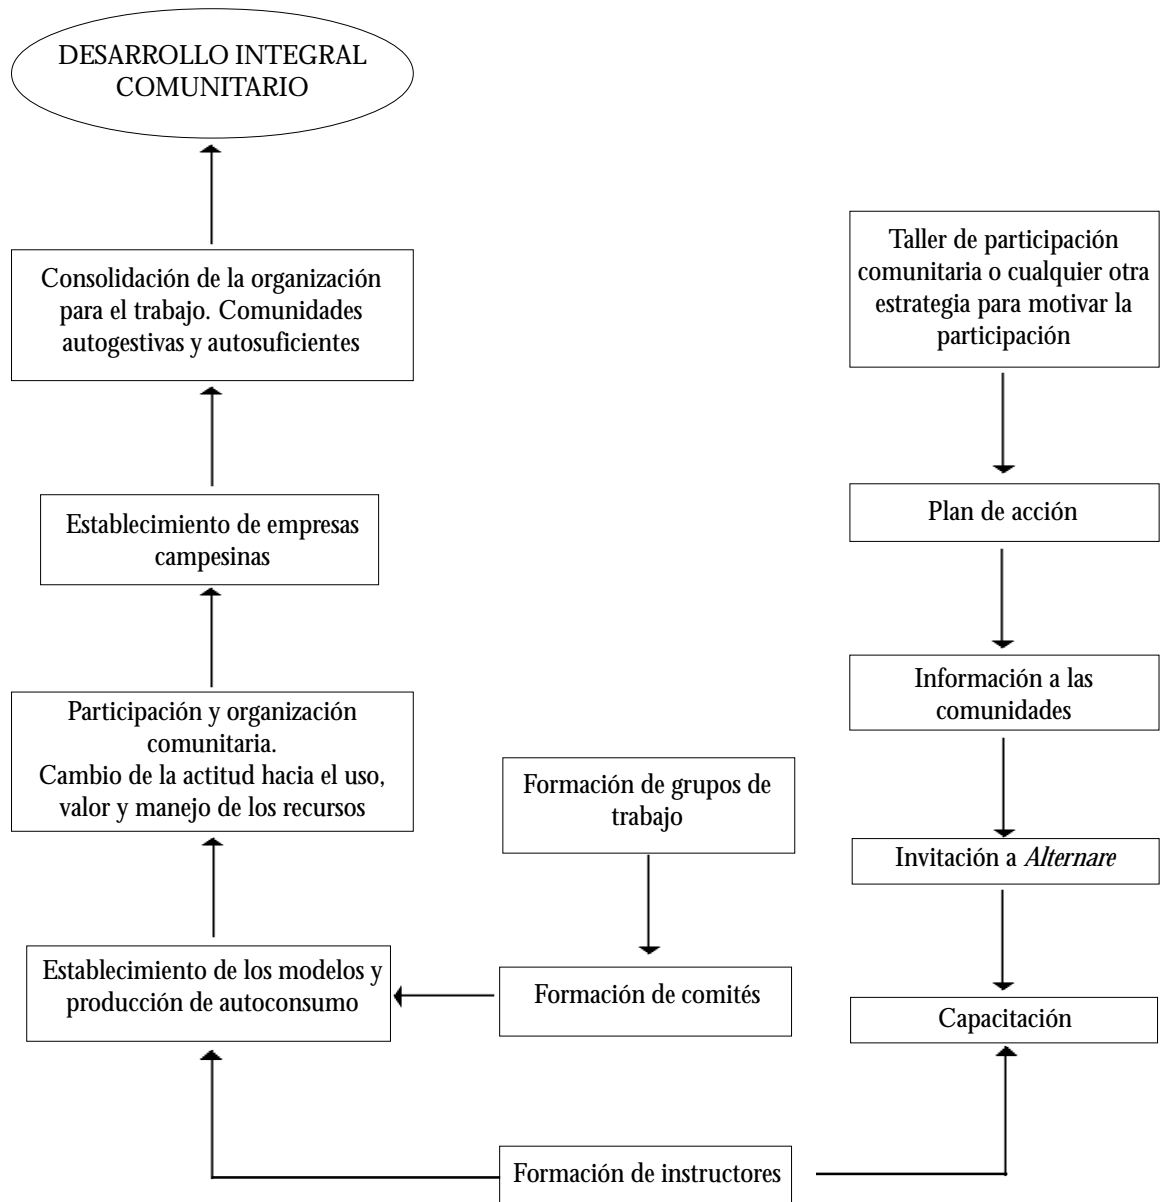 DESARROLLO INTEGRAL
COMUNITARIO
Consolidación de la organización
para el trabajo. Comunidades
autogestivas y autosuficientes
Establecimiento de empresas
campesinas
Participación y organización
comunitaria.
Cambio de la actitud hacia el uso,
valor y manejo de los recursos
Establecimiento de los modelos y
producción de autoconsumo
Formación de grupos de
trabajo
Formación de comités
Formación de instructores
Taller de participación
comunitaria o cualquier otra
estrategia para motivar la
participación
Plan de acción
Información a las
comunidades
Invitación a Alternare
Capacitación